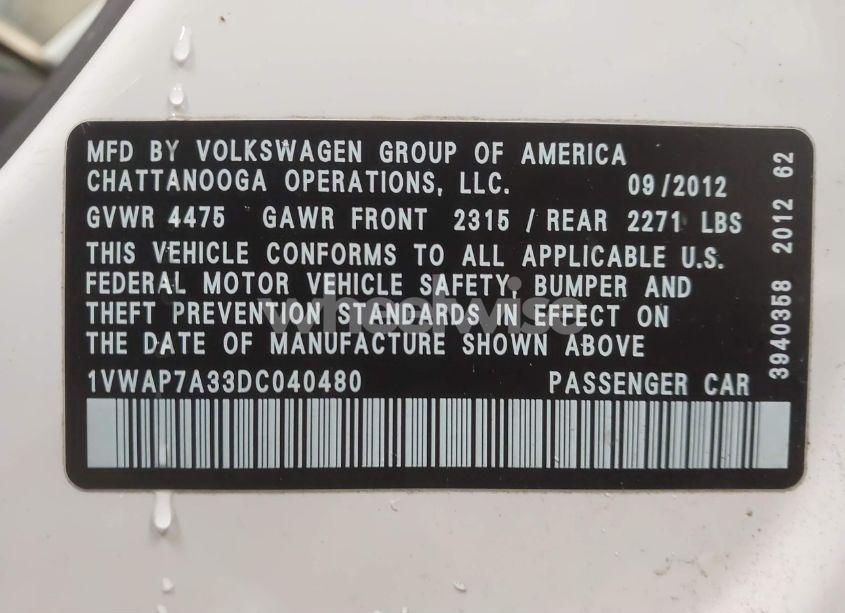 MFD BY VOLKSWAGEN GROUP OF AMERICA
CHATTANOOGA OPERATIONS, LLC. 09/2012
GVWR 4475 GAWR FRONT 2315 / REAR 2271 LBS
THIS VEHICLE CONFORMS TO ALL APPLICABLE U.S.
FEDERAL MOTOR VEHICLE SAFETY, BUMPER AND
THEFT PREVENTION STANDARDS IN EFFECT ON
THE DATE OF MANUFACTURE SHOWN ABOVE
1VWAP7A33DC040480 PASSENGER CAR
3940358 2012 62
wheelwise